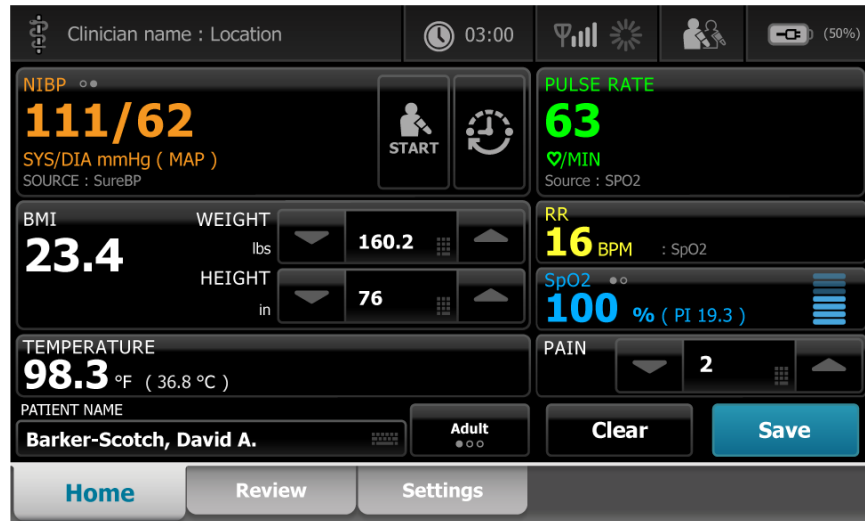 Clinician name : Location
03:00
(50%)
NIBP
111/62
SYS/DIA mmHg ( MAP )
SOURCE : SureBP
START
PULSE RATE
63
/MIN
Source : SPO2
BMI
23.4
WEIGHT
lbs
160.2
HEIGHT
in
76
RR
16 BPM : SpO2
SpO2
100 % ( PI 19.3 )
TEMPERATURE
98.3 °F ( 36.8 °C )
PAIN
2
PATIENT NAME
Barker-Scotch, David A.
Adult
Clear
Save
Home
Review
Settings